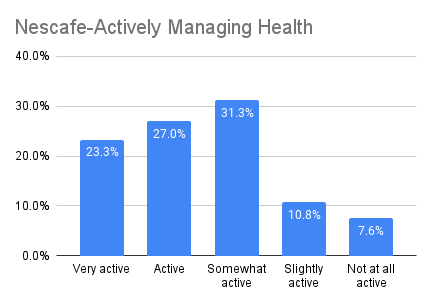 Nescafe-Actively Managing Health
40.0%
30.0%
20.0%
10.0%
0.0%
23.3%
27.0%
31.3%
10.8%
7.6%
Very active
Active
Somewhat
active
Slightly
active
Not at all
active